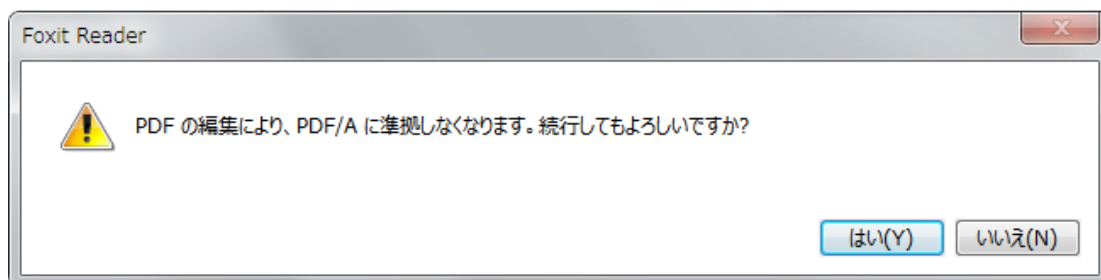 Foxit Reader
PDF の編集により、PDF/A に準拠しなくなります。続行してもよろしいですか?
はい(Y) いいえ(N)